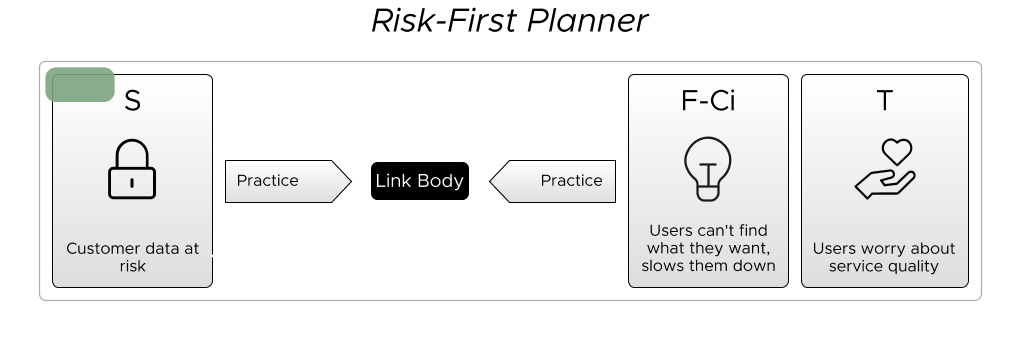 Risk-First Planner
S
Customer data at
risk
Practice
Link Body
Practice
F-Ci
Users can't find
what they want,
slows them down
T
Users worry about
service quality